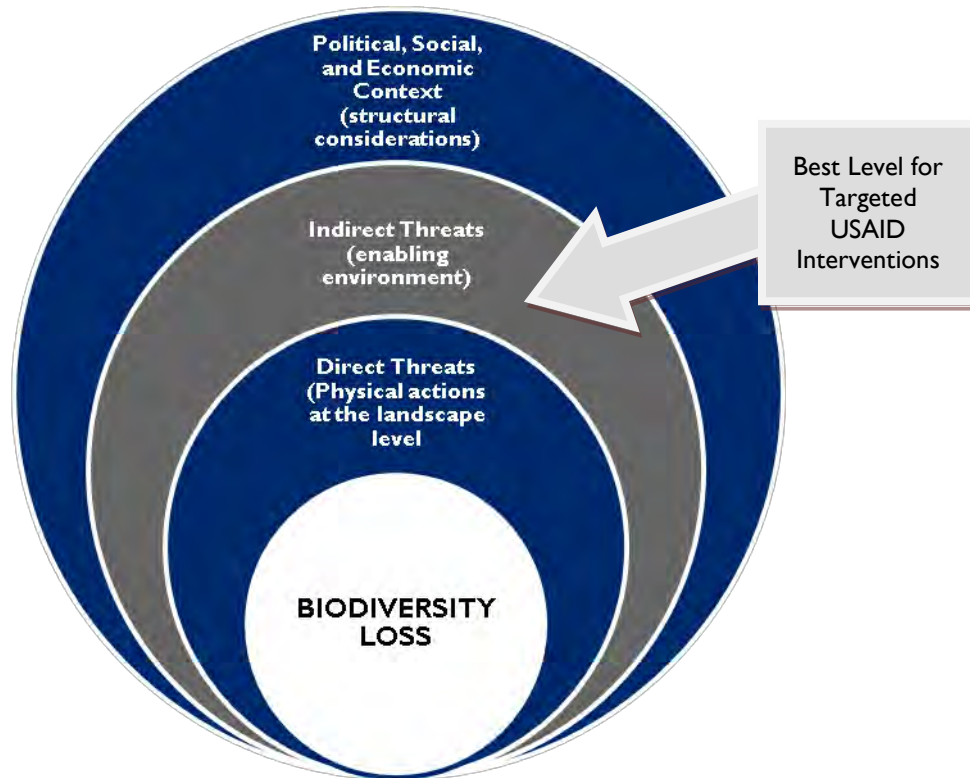 Political, Social,
and Economic
Context
(structural
considerations)
Indirect Threats
(enabling
environment)
Direct Threats
(Physical actions
at the landscape
level
BIODIVERSITY
LOSS
Best Level for
Targeted
USAID
Interventions